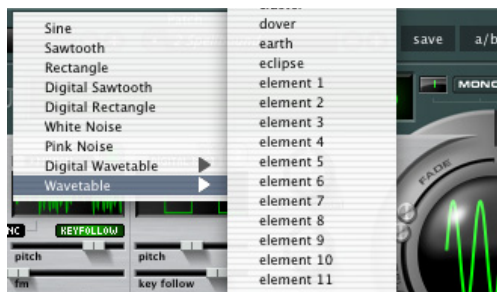 Sine
Sawtooth
Rectangle
Digital Sawtooth
Digital Rectangle
White Noise
Pink Noise
Digital Wavetable
Wavetable
dover
earth
eclipse
element 1
element 2
element 3
element 4
element 5
element 6
element 7
element 8
element 9
element 10
element 11
save
a/b
MONO
FADE
KEYFOLLOW
pitch
fm
pitch
key follow